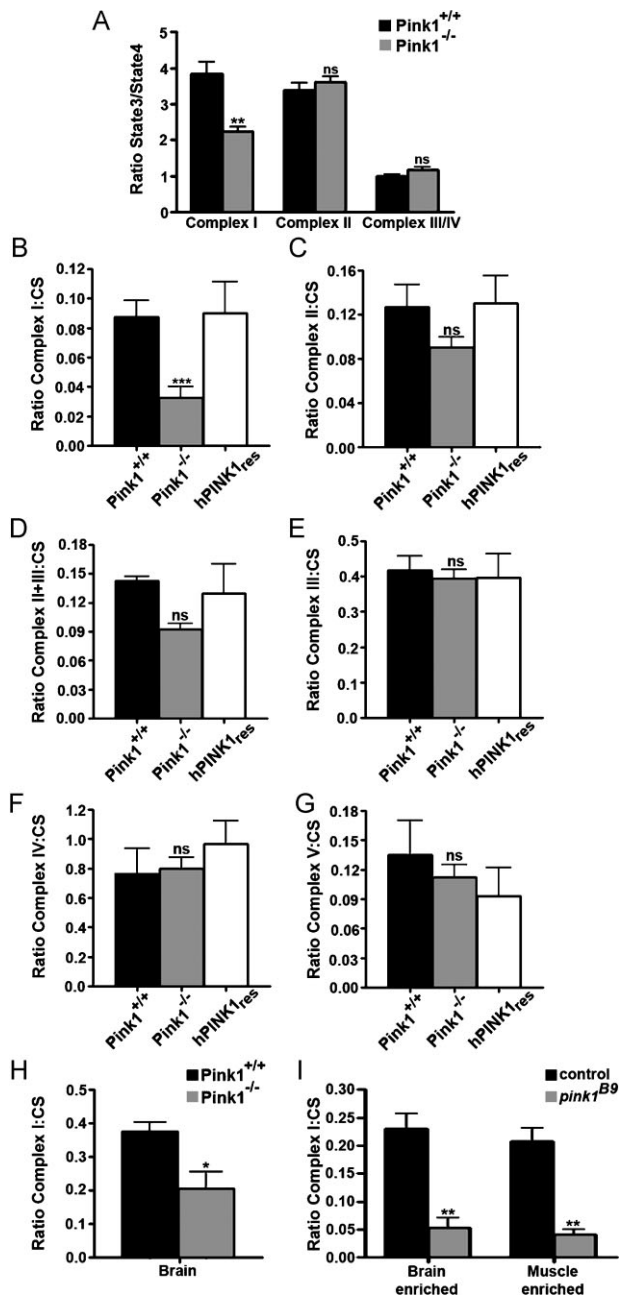 A
Pink1+/+
Pink1-/-
Ratio State3/State4
5
4
3
2
1
0
**
ns
ns
Complex I
Complex II
Complex III/IV
B
Ratio Complex I:CS
0.12
0.10
0.08
0.06
0.04
0.02
0.00
***
Pink1+/+
Pink1-/-
hPINK1res
C
Ratio Complex II:CS
0.16
0.12
0.08
0.04
0.00
ns
Pink1+/+
Pink1-/-
hPINK1res
D
Ratio Complex II+III:CS
0.18
0.15
0.12
0.09
0.06
0.03
0.00
ns
Pink1+/+
Pink1-/-
hPINK1res
E
Ratio Complex III:CS
0.5
0.4
0.3
0.2
0.1
0.0
ns
Pink1+/+
Pink1-/-
hPINK1res
F
Ratio Complex IV:CS
1.2
1.0
0.8
0.6
0.4
0.2
0.0
ns
Pink1+/+
Pink1-/-
hPINK1res
G
Ratio Complex V:CS
0.18
0.15
0.12
0.09
0.06
0.03
0.00
ns
Pink1+/+
Pink1-/-
hPINK1res
H
Pink1+/+
Pink1-/-
Ratio Complex I:CS
0.5
0.4
0.3
0.2
0.1
0.0
*
Brain
I
control
pink1B9
Ratio Complex I:CS
0.30
0.25
0.20
0.15
0.10
0.05
0.00
**
**
Brain
enriched
Muscle
enriched